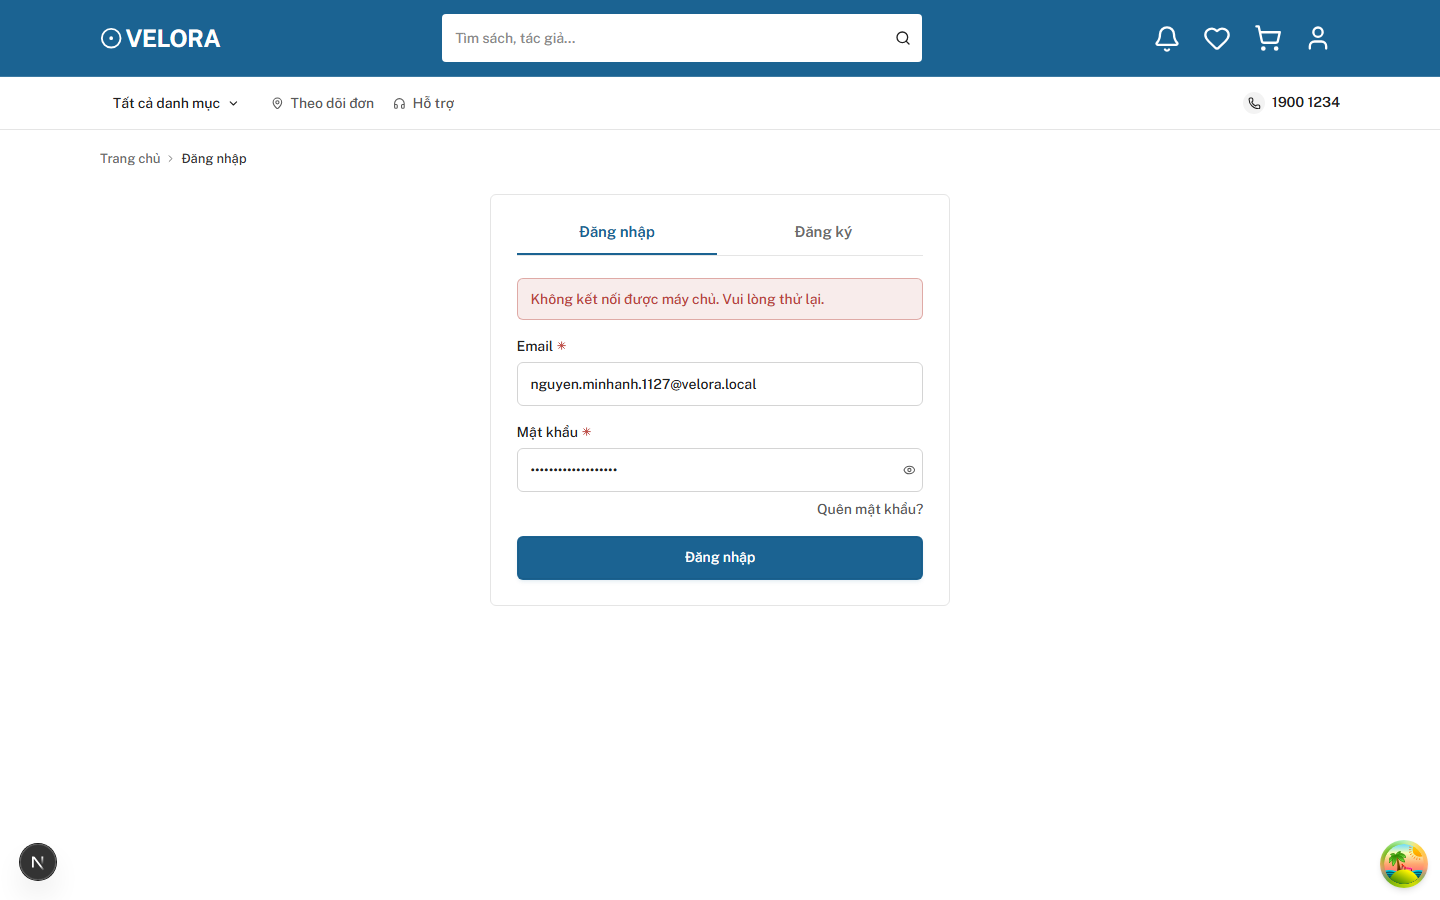 VELORA
Tìm sách, tác giả...
Tất cả danh mục
Theo dõi đơn
Hỗ trợ
1900 1234
Trang chủ
Đăng nhập
Đăng nhập
Đăng ký
Không kết nối được máy chủ. Vui lòng thử lại.
Email *
nguyen.minhanh.1127@velora.local
Mật khẩu *
•••••••••••••••••••
Quên mật khẩu?
Đăng nhập
N